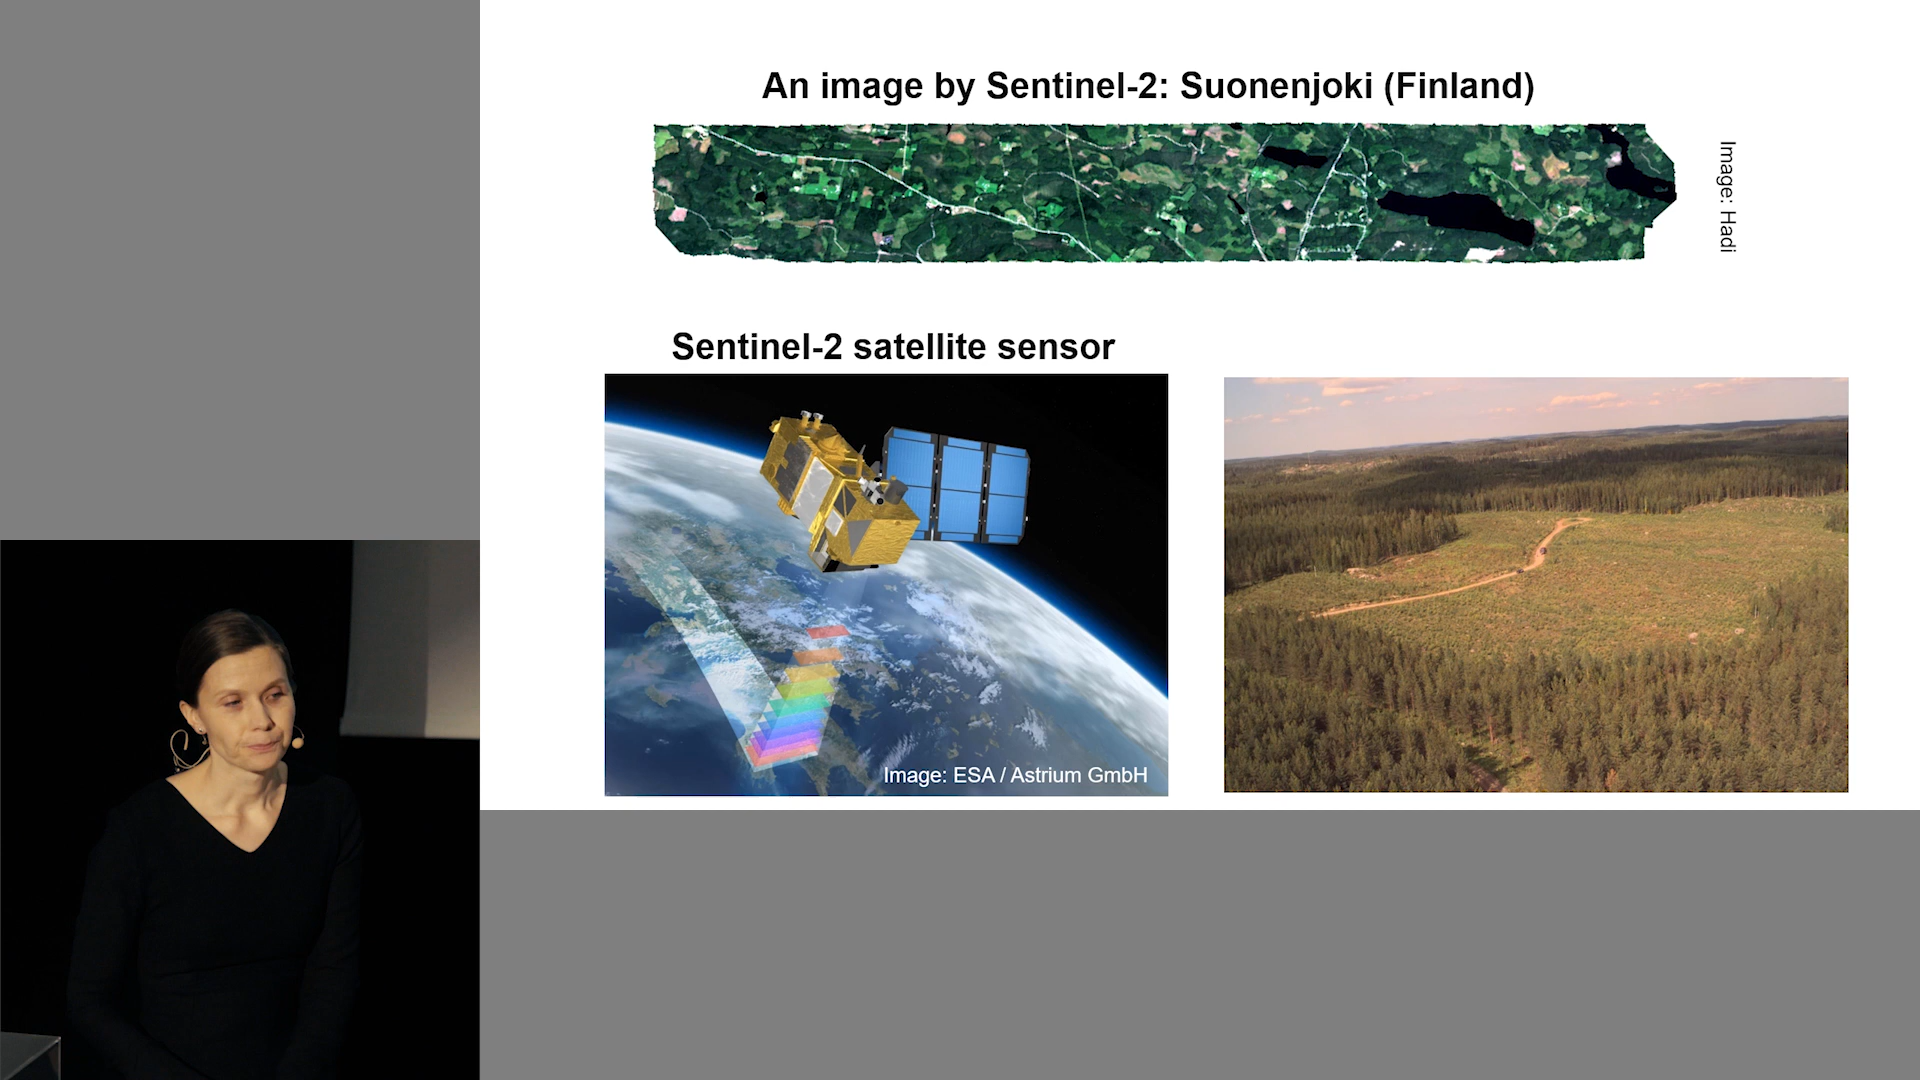 An image by Sentinel-2: Suonenjoki (Finland)
Image: Hadi
Sentinel-2 satellite sensor
Image: ESA / Astrium GmbH